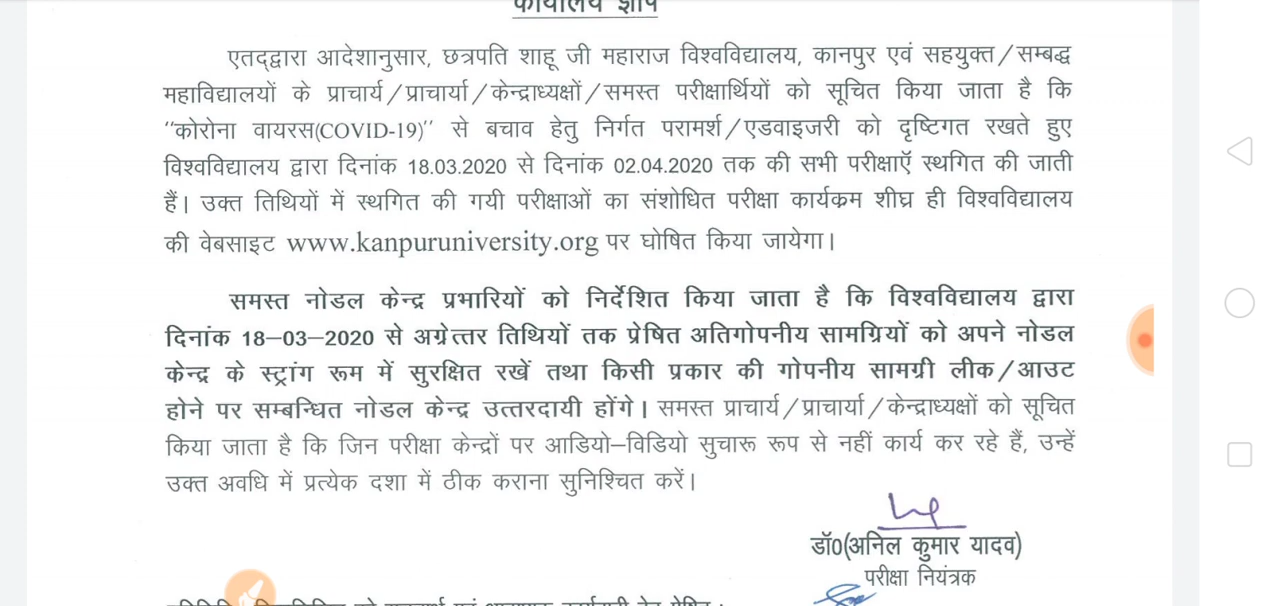 कार्यालय ज्ञाप
एतद्द्वारा आदेशानुसार, छत्रपति शाहू जी महाराज विश्वविद्यालय, कानपुर एवं सहयुक्त/सम्बद्ध
महाविद्यालयों के प्राचार्य/प्राचार्या/केन्द्राध्यक्षों/समस्त परीक्षार्थियों को सूचित किया जाता है कि
"कोरोना वायरस(COVID-19)" से बचाव हेतु निर्गत परामर्श/एडवाइजरी को दृष्टिगत रखते हुए
विश्वविद्यालय द्वारा दिनांक 18.03.2020 से दिनांक 02.04.2020 तक की सभी परीक्षाऍ स्थगित की जाती
हैं। उक्त तिथियों में स्थगित की गयी परीक्षाओं का संशोधित परीक्षा कार्यक्रम शीघ्र ही विश्वविद्यालय
की वेबसाइट www.kanpuruniversity.org पर घोषित किया जायेगा।
समस्त नोडल केन्द्र प्रभारियों को निर्देशित किया जाता है कि विश्वविद्यालय द्वारा
दिनांक 18–03–2020 से अग्रेत्तर तिथियों तक प्रेषित अतिगोपनीय सामग्रियों को अपने नोडल
केन्द्र के स्ट्रांग रूम में सुरक्षित रखें तथा किसी प्रकार की गोपनीय सामग्री लीक/आउट
होने पर सम्बन्धित नोडल केन्द्र उत्तरदायी होंगे। समस्त प्राचार्य/प्राचार्या/केन्द्राध्यक्षों को सूचित
किया जाता है कि जिन परीक्षा केन्द्रों पर आडियो–विडियो सुचारू रूप से नहीं कार्य कर रहे हैं, उन्हें
उक्त अवधि में प्रत्येक दशा में ठीक कराना सुनिश्चित करें।
डॉ0(अनिल कुमार यादव)
परीक्षा नियंत्रक